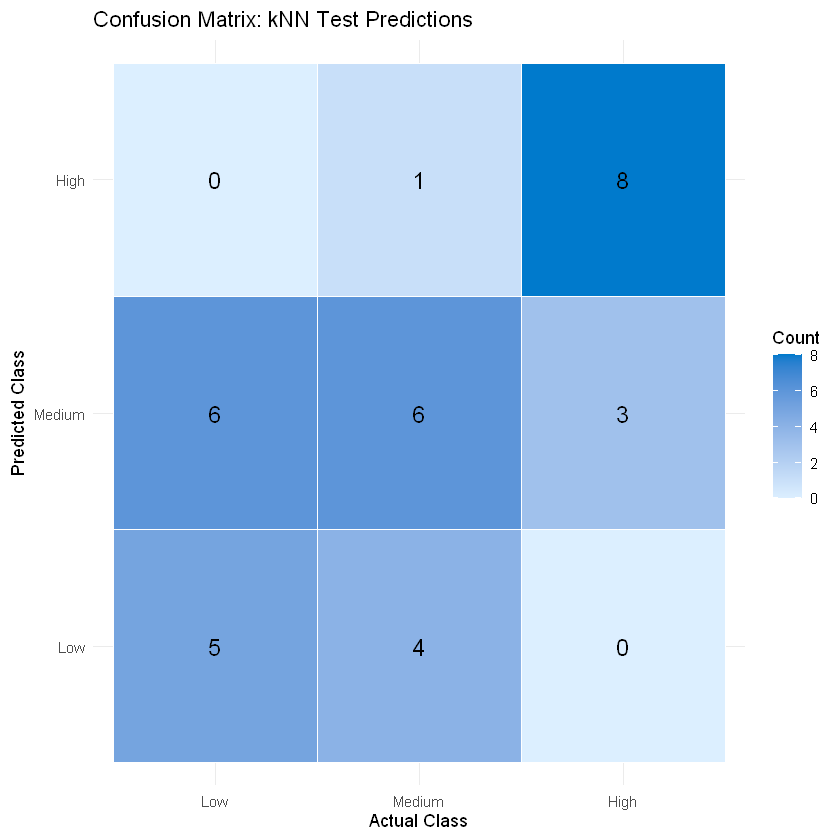 Confusion Matrix: kNN Test Predictions
Predicted Class
High
0
1
8
Medium
6
6
3
Low
5
4
0
Low
Medium
High
Actual Class
Count
8
6
4
2
0